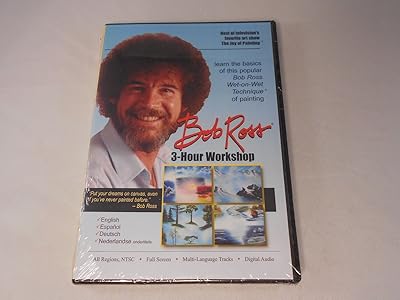 Host of television's
favorite art show
The Joy of Painting
learn the basics
of this popular
Bob Ross
Wet-on-Wet
Technique®
of painting
Bob Ross®
3-Hour Workshop
"Put your dreams on canvas, even
if you've never painted before."
– Bob Ross
✓English
✓Español
✓Deutsch
✓Nederlandse ondertitels
All Regions, NTSC • Full Screen • Multi-Language Tracks • Digital Audio